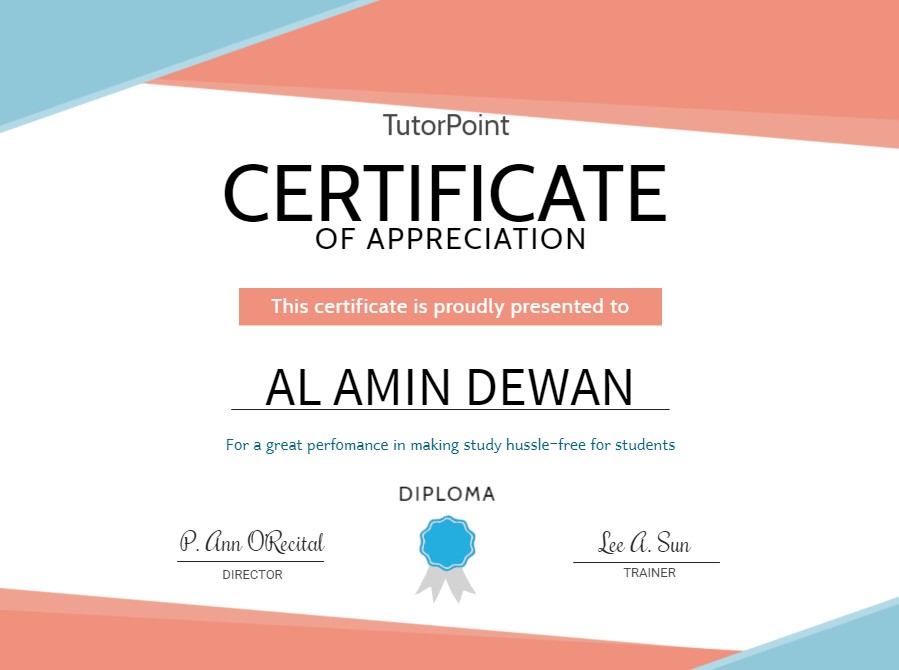 TutorPoint
CERTIFICATE
OF APPRECIATION
This certificate is proudly presented to
AL AMIN DEWAN
For a great perfomance in making study hussle-free for students
DIPLOMA
P. Ann O'Recital
Lee A. Sun
DIRECTOR
TRAINER